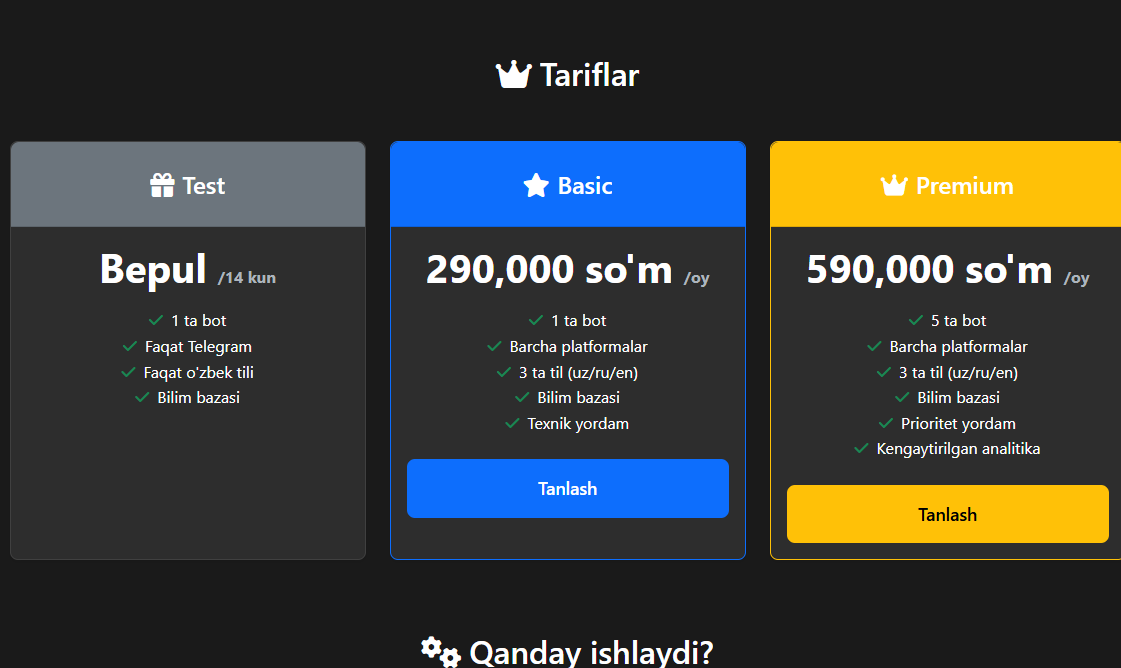 Tariflar
Test
Bepul /14 kun
1 ta bot
Faqat Telegram
Faqat o'zbek tili
Bilim bazasi
Basic
290,000 so'm /oy
1 ta bot
Barcha platformalar
3 ta til (uz/ru/en)
Bilim bazasi
Texnik yordam
Tanlash
Premium
590,000 so'm /oy
5 ta bot
Barcha platformalar
3 ta til (uz/ru/en)
Bilim bazasi
Prioritet yordam
Kengaytirilgan analitika
Tanlash
Qanday ishlaydi?